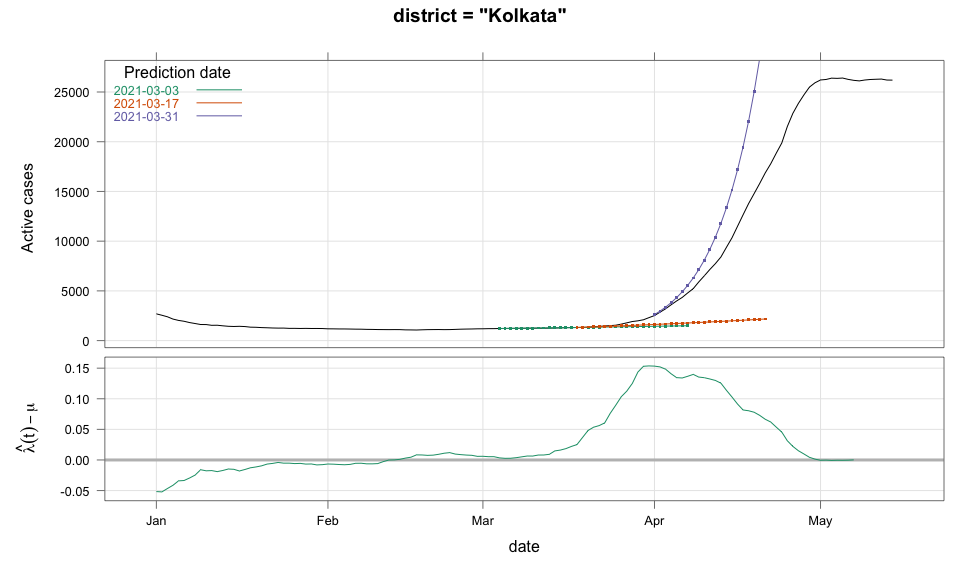 district = "Kolkata"
Prediction date
2021-03-03
2021-03-17
2021-03-31
Active cases
25000
20000
15000
10000
5000
0
λ̂(t) − μ
0.15
0.10
0.05
0.00
-0.05
Jan Feb Mar Apr May
date